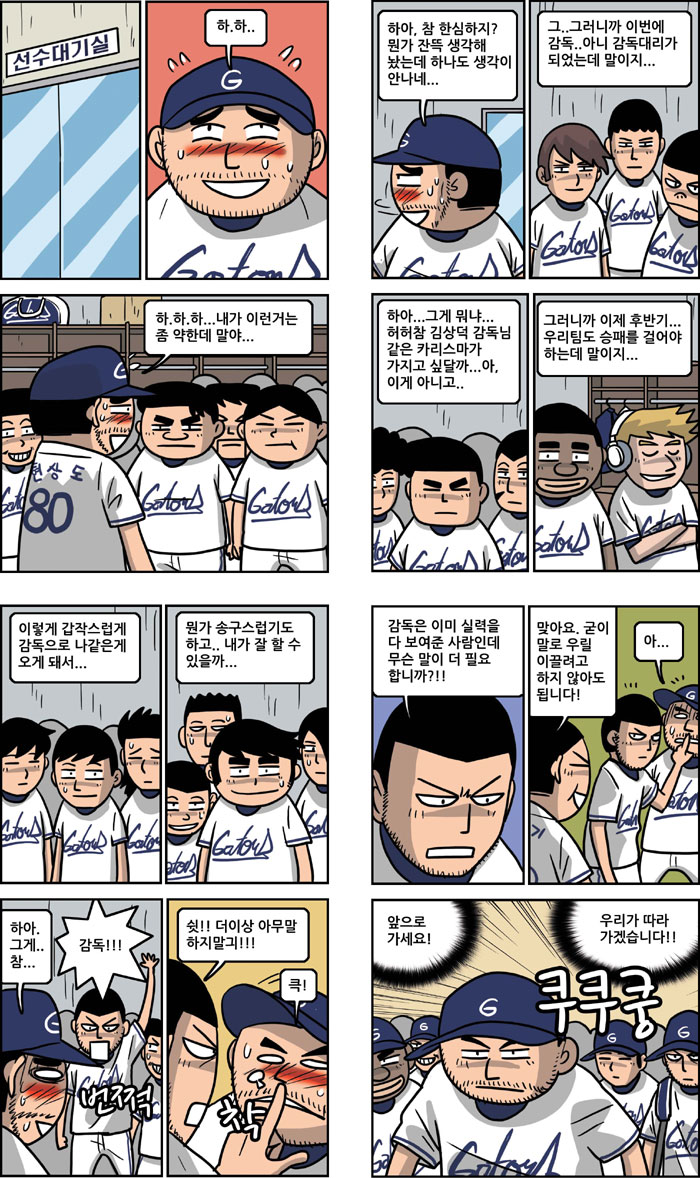 선수대기실
하.하..
G
Gators
하.하.하...내가 이런거는
좀 약한데 말야...
현상도
80
Gators
Gators
이렇게 갑작스럽게
감독으로 나같은게
오게 돼서...
Gators
뭔가 송구스럽기도
하고.. 내가 잘 할 수
있을까...
Gators
하아.
그게..
참...
G
감독!!!
번쩍
쉿!! 더이상 아무말
하지말긔!!!
큭!
착
하아, 참 한심하지?
뭔가 잔뜩 생각해
놨는데 하나도 생각이
안나네...
그..그러니까 이번에
감독..아니 감독대리가
되었는데 말이지...
Gators
하아...그게 뭐냐...
허허참 김상덕 감독님
같은 카리스마가
가지고 싶달까...아,
이게 아니고..
Gators
그러니까 이제 후반기...
우리팀도 승패를 걸어야
하는데 말이지...
Gators
감독은 이미 실력을
다 보여준 사람인데
무슨 말이 더 필요
합니까?!!
맞아요. 굳이
말로 우릴
이끌려고
하지 않아도
됩니다!
아...
앞으로
가세요!
우리가 따라
가겠습니다!!
쿠쿠쿵
G
Gators